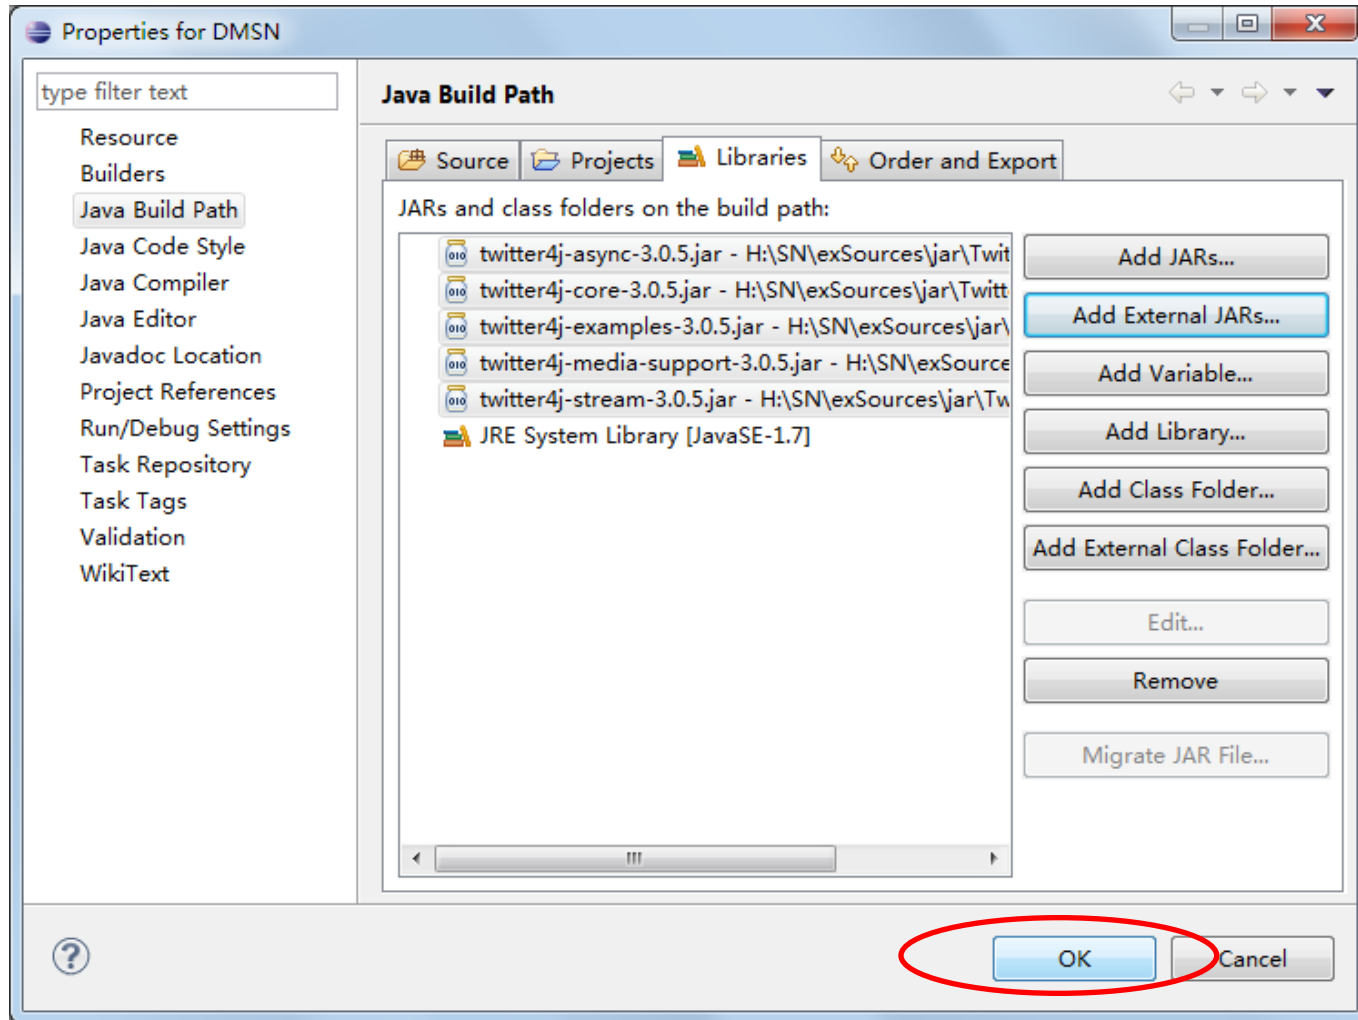 Properties for DMSN
type filter text
Resource
Builders
Java Build Path
Java Code Style
Java Compiler
Java Editor
Javadoc Location
Project References
Run/Debug Settings
Task Repository
Task Tags
Validation
WikiText
Java Build Path
Source Projects Libraries Order and Export
JARs and class folders on the build path:
twitter4j-async-3.0.5.jar - H:\SN\exSources\jar\Twit
twitter4j-core-3.0.5.jar - H:\SN\exSources\jar\Twitt
twitter4j-examples-3.0.5.jar - H:\SN\exSources\jar\
twitter4j-media-support-3.0.5.jar - H:\SN\exSource
twitter4j-stream-3.0.5.jar - H:\SN\exSources\jar\Tw
JRE System Library [JavaSE-1.7]
Add JARs...
Add External JARs...
Add Variable...
Add Library...
Add Class Folder...
Add External Class Folder...
Edit...
Remove
Migrate JAR File...
OK
Cancel